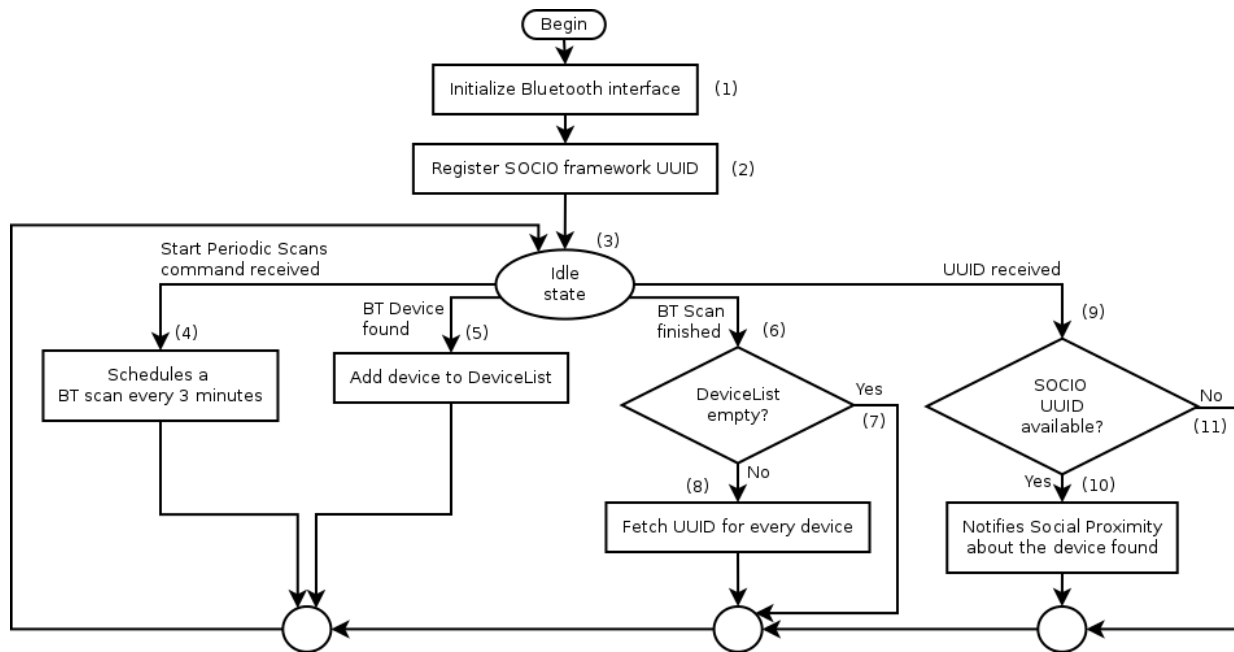 Begin
Initialize Bluetooth interface
(1)
Register SOCIO framework UUID
(2)
(3)
Idle
state
Start Periodic Scans
command received
BT Device
found
BT Scan
finished
UUID received
(4)
Schedules a
BT scan every 3 minutes
(5)
Add device to DeviceList
(6)
DeviceList
empty?
Yes
(7)
No
(8)
Fetch UUID for every device
(9)
SOCIO
UUID
available?
No
(11)
Yes
(10)
Notifies Social Proximity
about the device found